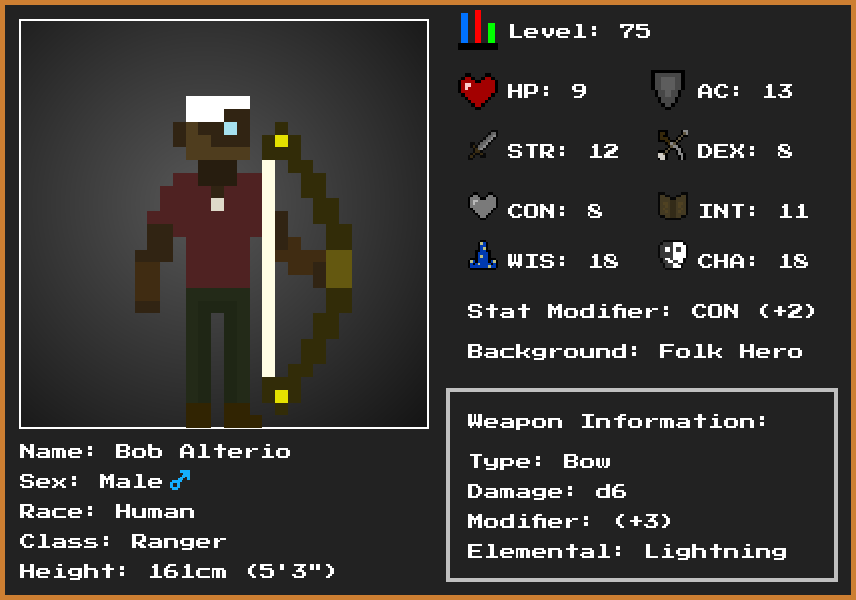 Level: 75
HP: 9
AC: 13
STR: 12
DEX: 8
CON: 8
INT: 11
WIS: 18
CHA: 18
Stat Modifier: CON (+2)
Background: Folk Hero
Weapon Information:
Type: Bow
Damage: d6
Modifier: (+3)
Elemental: Lightning
Name: Bob Alterio
Sex: Male ♂
Race: Human
Class: Ranger
Height: 161cm (5'3")